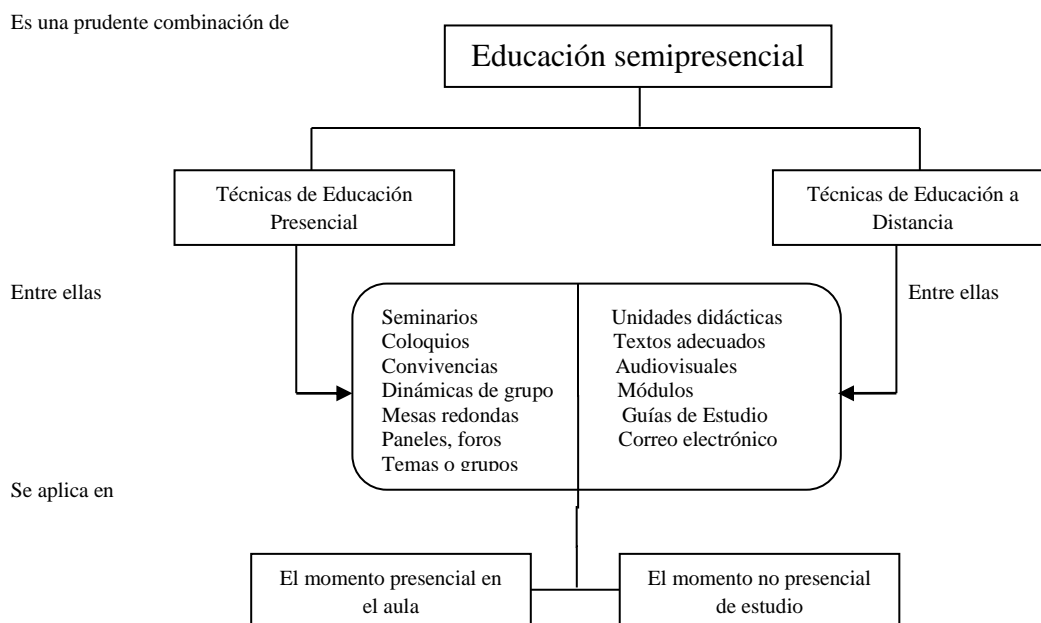 Es una prudente combinación de
Educación semipresencial
Técnicas de Educación
Presencial
Técnicas de Educación a
Distancia
Entre ellas
Entre ellas
Seminarios
Coloquios
Convivencias
Dinámicas de grupo
Mesas redondas
Paneles, foros
Temas o grupos
Unidades didácticas
Textos adecuados
Audiovisuales
Módulos
Guías de Estudio
Correo electrónico
Se aplica en
El momento presencial en
el aula
El momento no presencial
de estudio